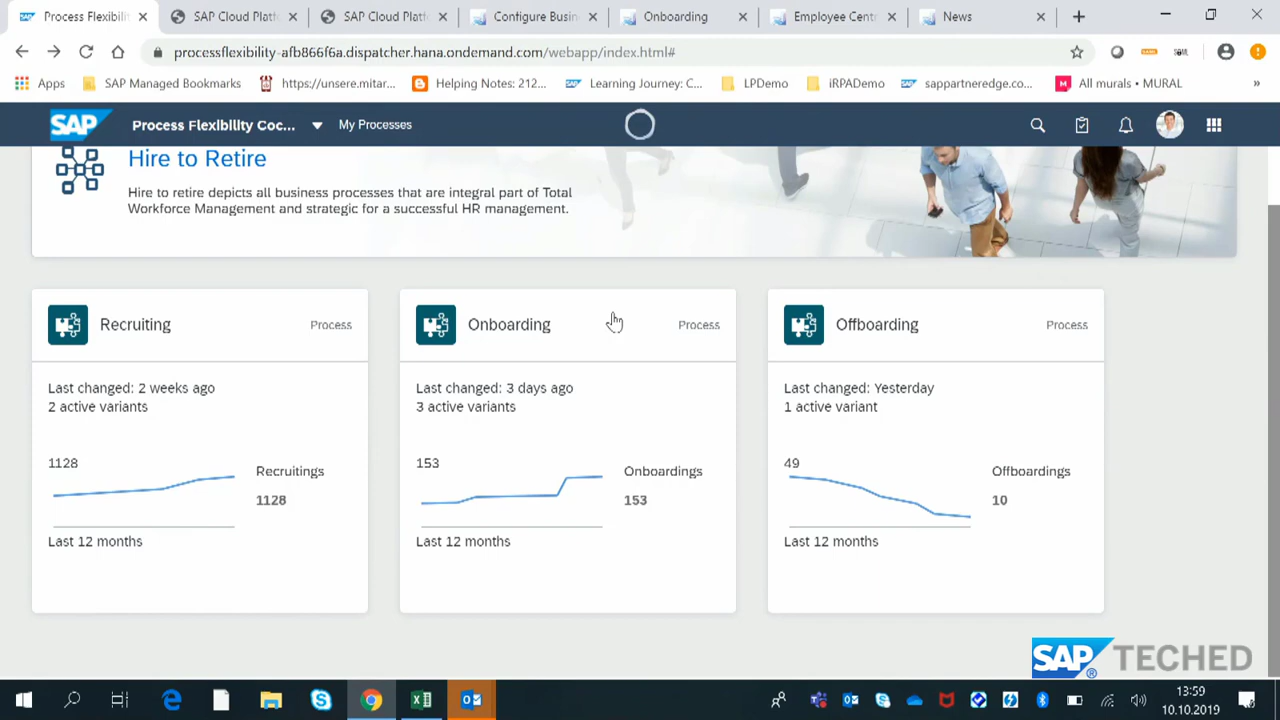 Process Flexibilit
SAP Cloud Platf
SAP Cloud Platf
Configure Busin
Onboarding
Employee Centr
News
processflexibility-afb866f6a.dispatcher.hana.ondemand.com/webapp/index.html#
Apps
SAP Managed Bookmarks
https://unsere.mitar...
Helping Notes: 212...
Learning Journey: C...
LPDemo
iRPADemo
sappartneredge.co...
All murals • MURAL
»
SAP
Process Flexibility Coc...
My Processes
Hire to Retire
Hire to retire depicts all business processes that are integral part of Total
Workforce Management and strategic for a successful HR management.
Recruiting
Process
Last changed: 2 weeks ago
2 active variants
1128
Recruitings
1128
Last 12 months
Onboarding
Process
Last changed: 3 days ago
3 active variants
153
Onboardings
153
Last 12 months
Offboarding
Process
Last changed: Yesterday
1 active variant
49
Offboardings
10
Last 12 months
SAP® TECHED
13:59
10.10.2019